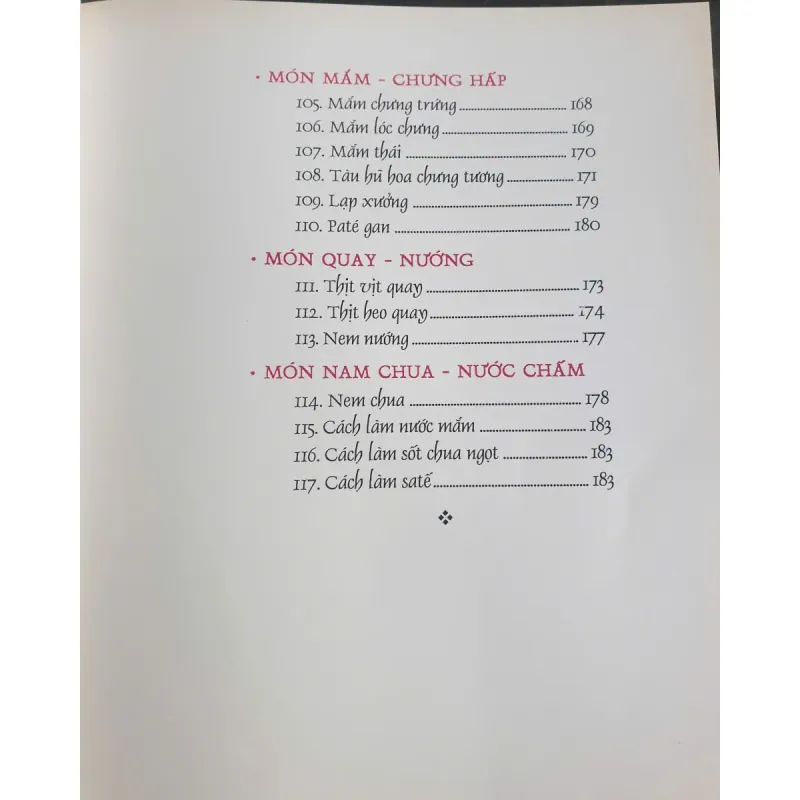 • MÓN MẮM - CHƯNG HẤP
105. Mắm chưng trứng ........ 168
106. Mắm lóc chưng ........ 169
107. Mắm thái ........ 170
108. Tàu hũ hoa chưng tương ........ 171
109. Lạp xưởng ........ 179
110. Paté gan ........ 180
• MÓN QUAY - NƯỚNG
111. Thịt vịt quay ........ 173
112. Thịt heo quay ........ 174
113. Nem nướng ........ 177
• MÓN NAM CHUA - NƯỚC CHẤM
114. Nem chua ........ 178
115. Cách làm nước mắm ........ 183
116. Cách làm sốt chua ngọt ........ 183
117. Cách làm satế ........ 183